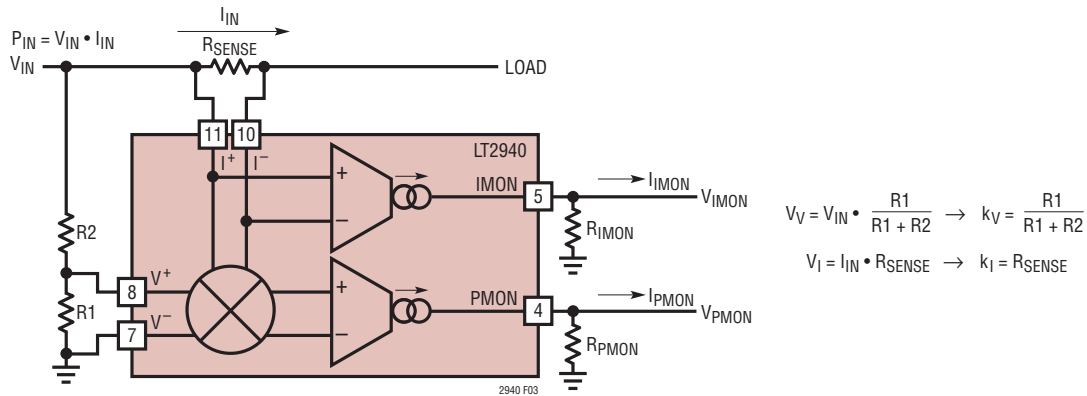 I_IN
P_IN = V_IN • I_IN
R_SENSE
V_IN
LOAD
11 10
LT2940
I+ I−
+
IMON
5
I_IMON
V_IMON
−
R_IMON
R2
V_V = V_IN • R1 / (R1 + R2) → k_V = R1 / (R1 + R2)
V_I = I_IN • R_SENSE → k_I = R_SENSE
8
V+
+
PMON
4
I_PMON
V_PMON
R1
7
V−
−
R_PMON
2940 F03